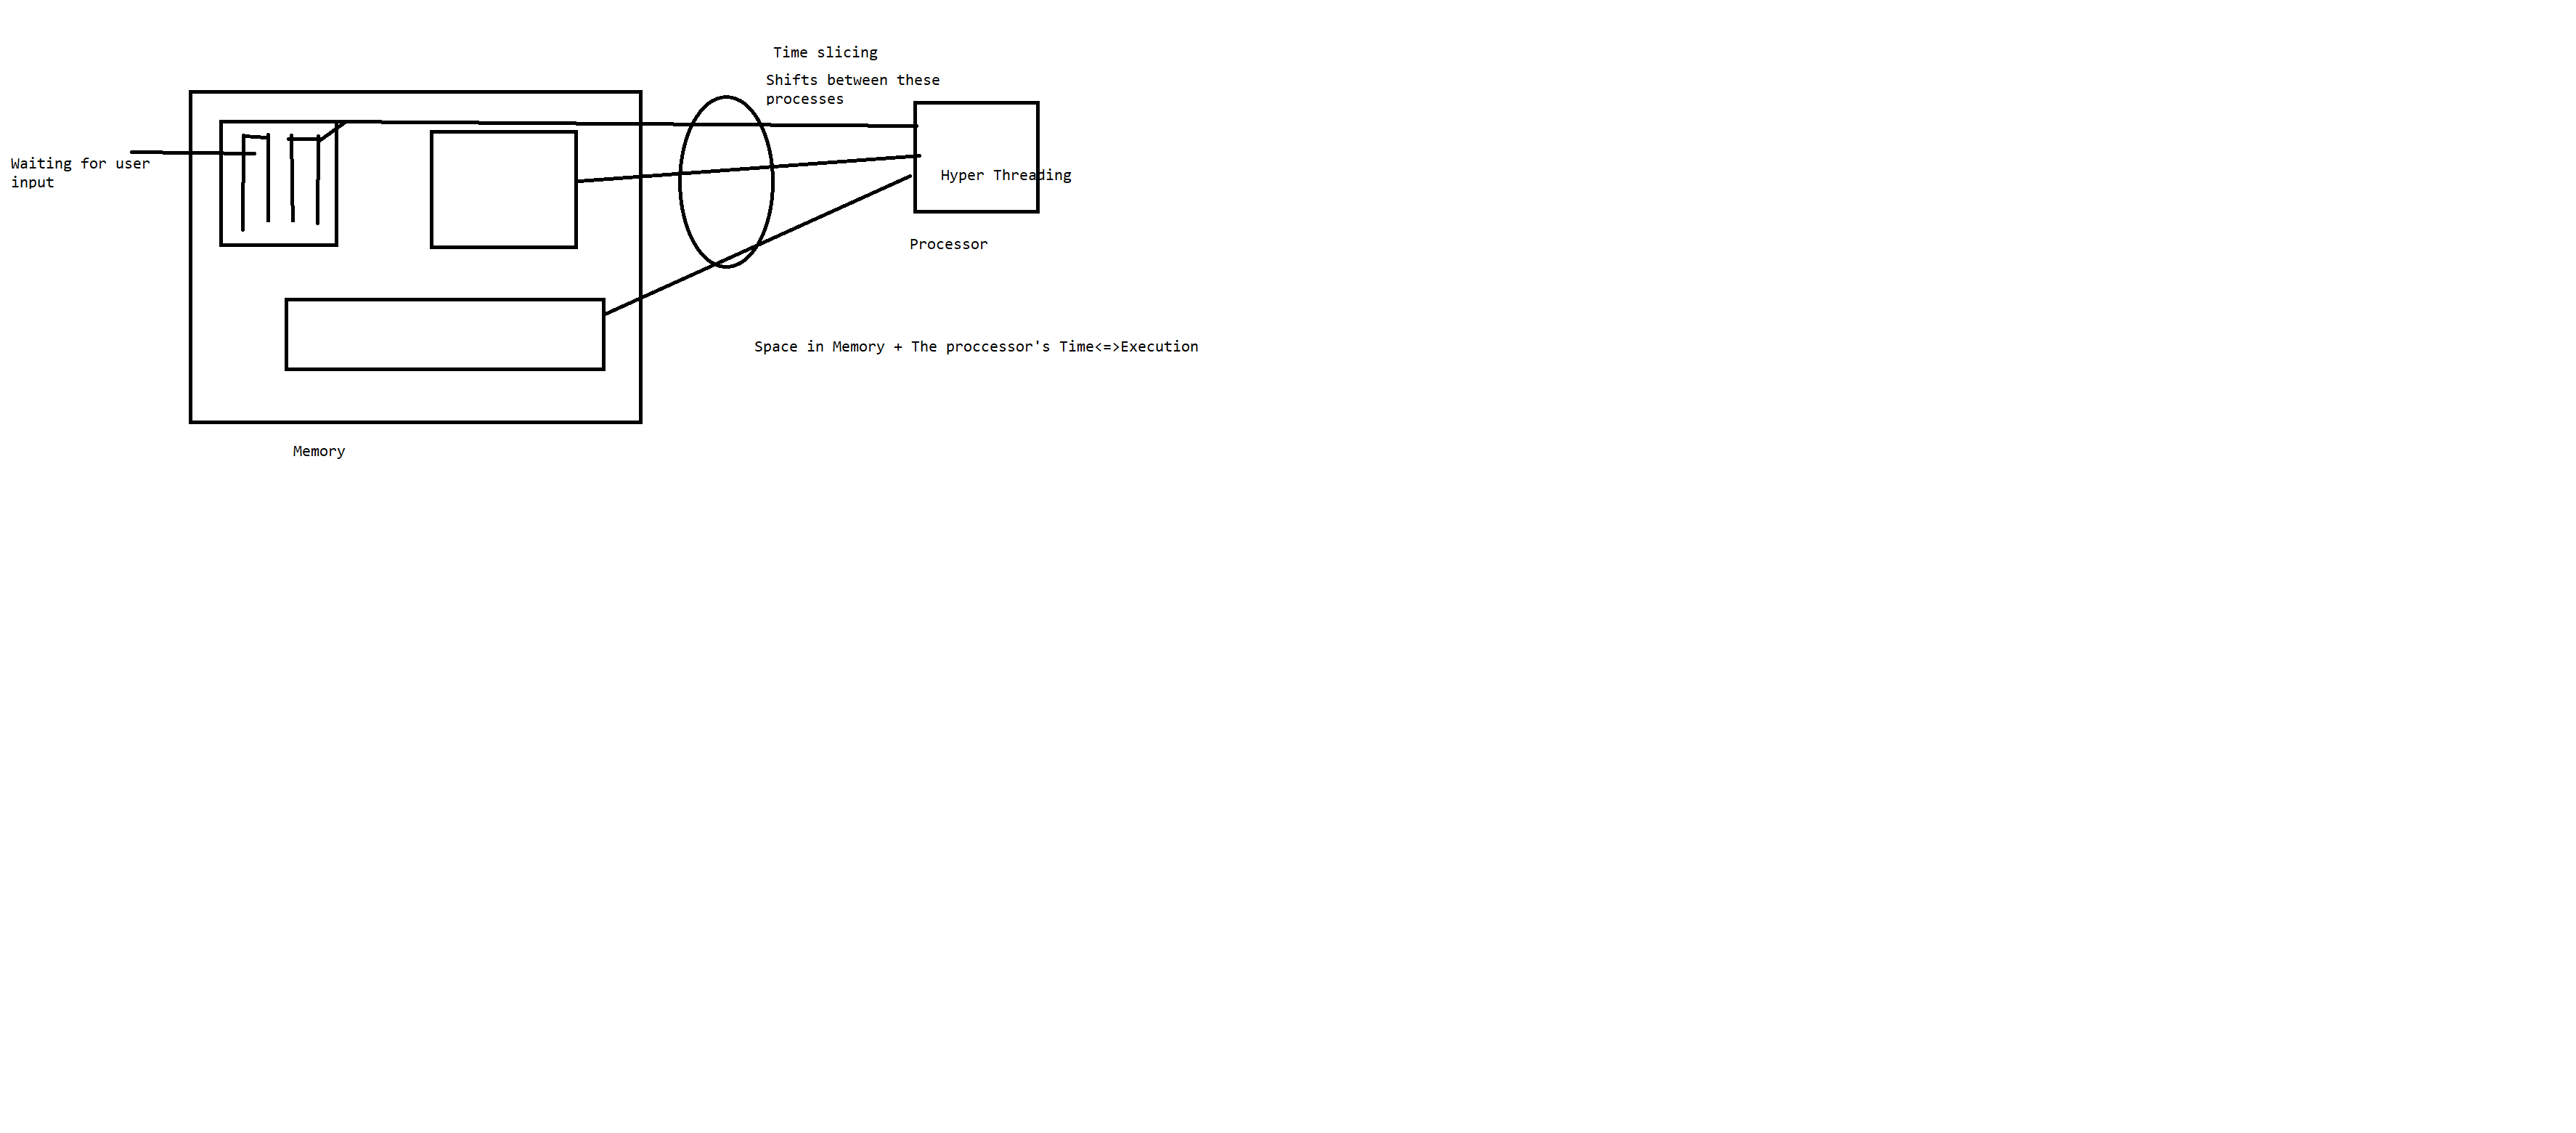 Time slicing
Shifts between these
processes
Waiting for user
input
Hyper Threading
Processor
Space in Memory + The proccessor's Time<=>Execution
Memory